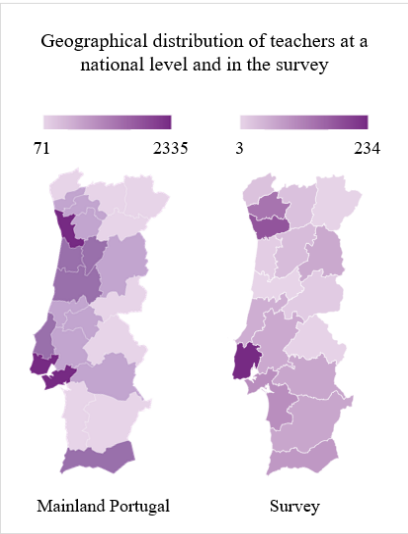 Geographical distribution of teachers at a
national level and in the survey
71 2335 3 234
Mainland Portugal Survey